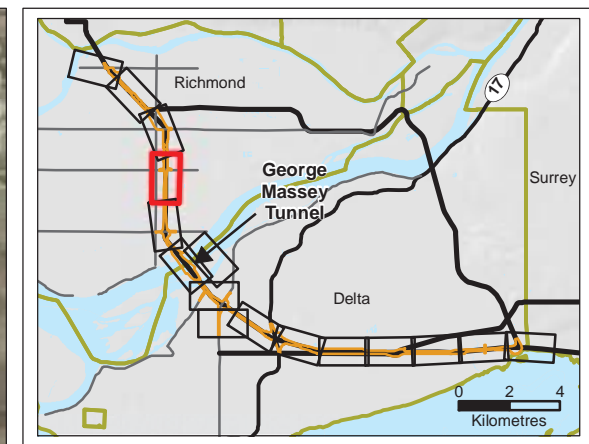 Richmond
17
George
Massey
Tunnel
Surrey
Delta
0 2 4
Kilometres